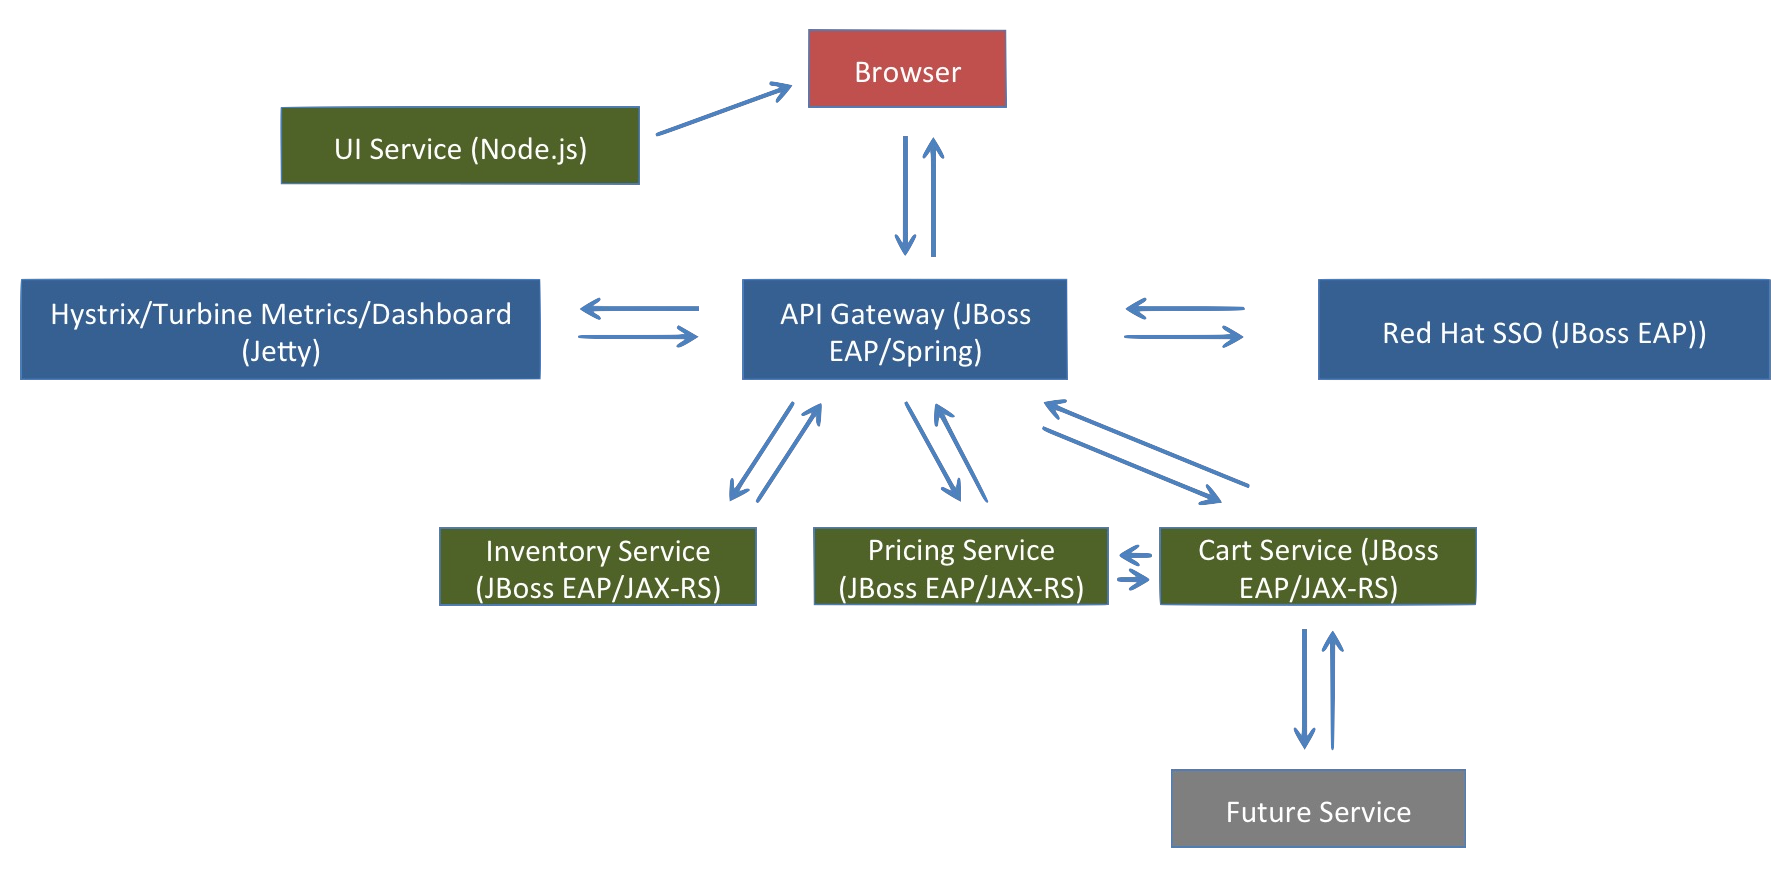 Browser
UI Service (Node.js)
Hystrix/Turbine Metrics/Dashboard
(Jetty)
API Gateway (JBoss
EAP/Spring)
Red Hat SSO (JBoss EAP))
Inventory Service
(JBoss EAP/JAX-RS)
Pricing Service
(JBoss EAP/JAX-RS)
Cart Service (JBoss
EAP/JAX-RS)
Future Service